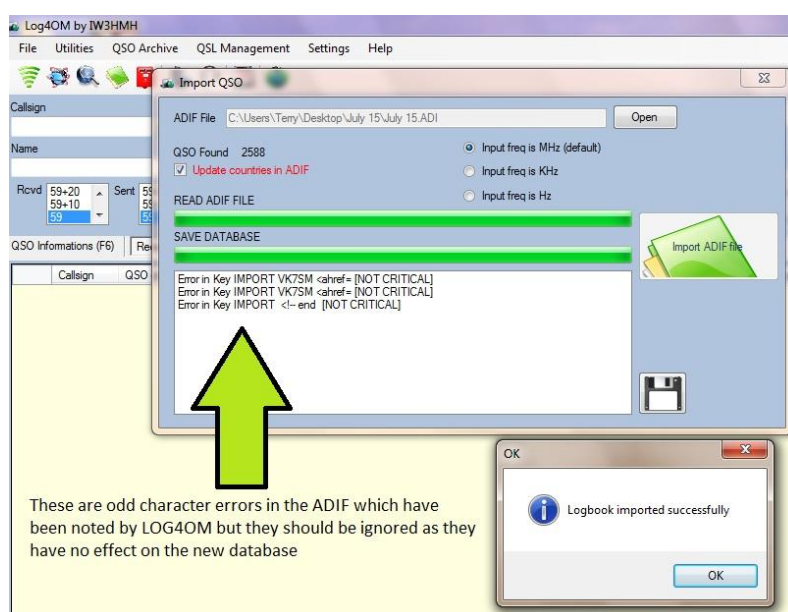 Log4OM by IW3HMH
File Utilities QSO Archive QSL Management Settings Help
Import QSO
Callsign
ADIF File C:\Users\Terry\Desktop\July 15\July 15.ADI Open
Name
QSO Found 2588
Input freq is MHz (default)
Update countries in ADIF
Input freq is KHz
Input freq is Hz
Rcvd 59+20 Sent 59
59+10 59
59 59
READ ADIF FILE
SAVE DATABASE
Import ADIF file
QSO Informations (F6) Re
Callsign QSO
Error in Key IMPORT VK7SM <ahref= [NOT CRITICAL]
Error in Key IMPORT VK7SM <ahref= [NOT CRITICAL]
Error in Key IMPORT <!-- end [NOT CRITICAL]
OK
Logbook imported successfully
OK
These are odd character errors in the ADIF which have
been noted by LOG4OM but they should be ignored as they
have no effect on the new database